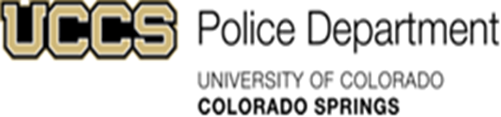 UCCS Police Department
UNIVERSITY OF COLORADO
COLORADO SPRINGS